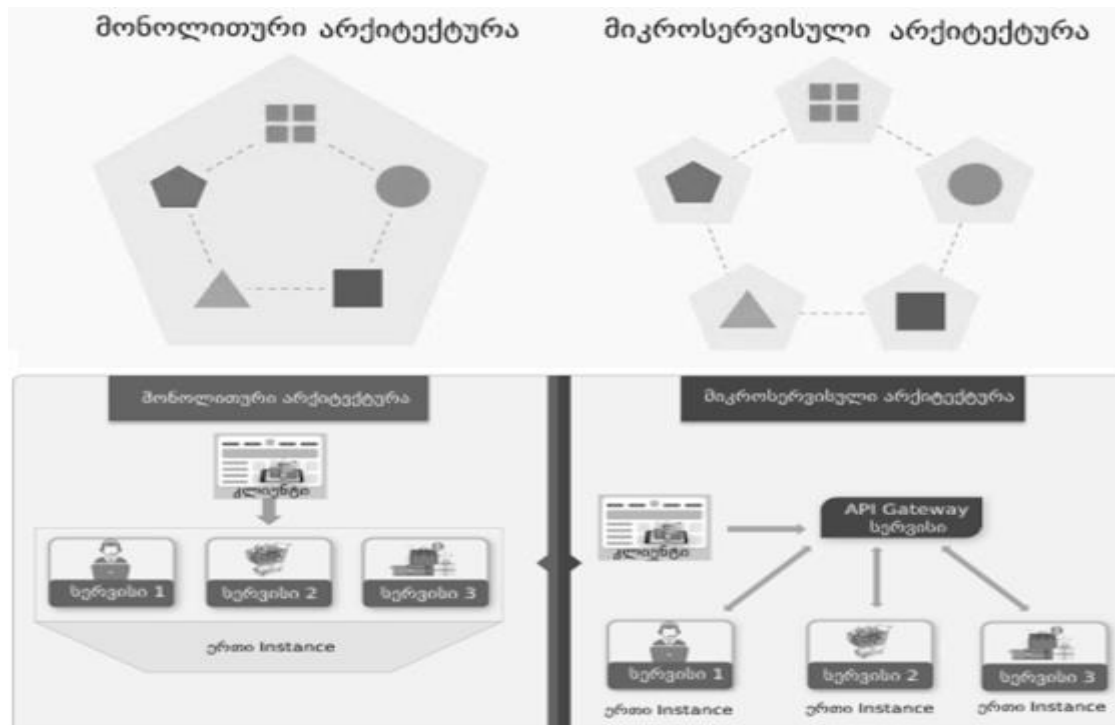 მონოლითური არქიტექტურა
მიკროსერვისული არქიტექტურა
მონოლითური არქიტექტურა
კლიენტი
სერვისი 1
სერვისი 2
სერვისი 3
ერთი Instance
მიკროსერვისული არქიტექტურა
კლიენტი
API Gateway
სერვისი
სერვისი 1
სერვისი 2
სერვისი 3
ერთი Instance
ერთი Instance
ერთი Instance